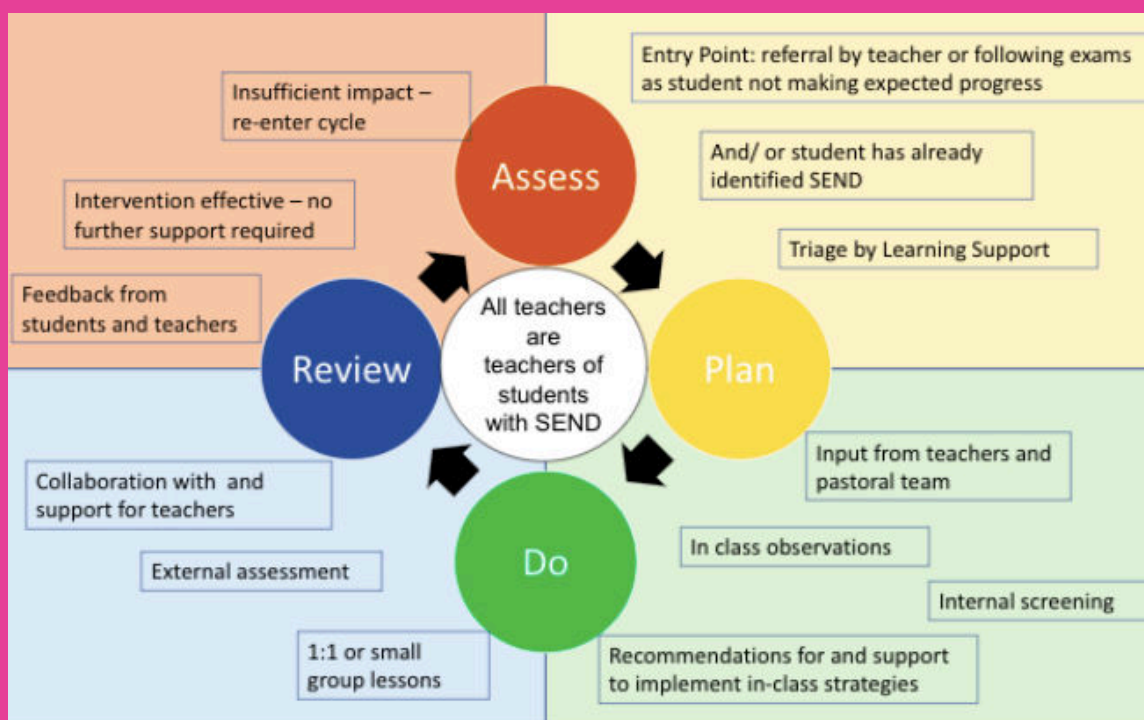 Entry Point: referral by teacher or following exams
as student not making expected progress
And/ or student has already
identified SEND
Triage by Learning Support
Insufficient impact –
re-enter cycle
Intervention effective – no
further support required
Feedback from
students and teachers
Assess
Plan
Do
Review
All teachers
are
teachers of
students
with SEND
Input from teachers and
pastoral team
In class observations
Internal screening
Recommendations for and support
to implement in-class strategies
Collaboration with and
support for teachers
External assessment
1:1 or small
group lessons